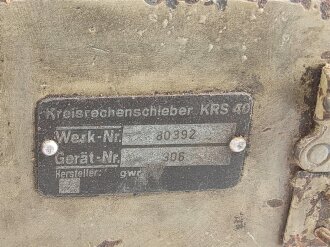 Kreisrechenschieber KRS 40
Werk-Nr. 80392
Gerät-Nr. 306
Hersteller: gwr